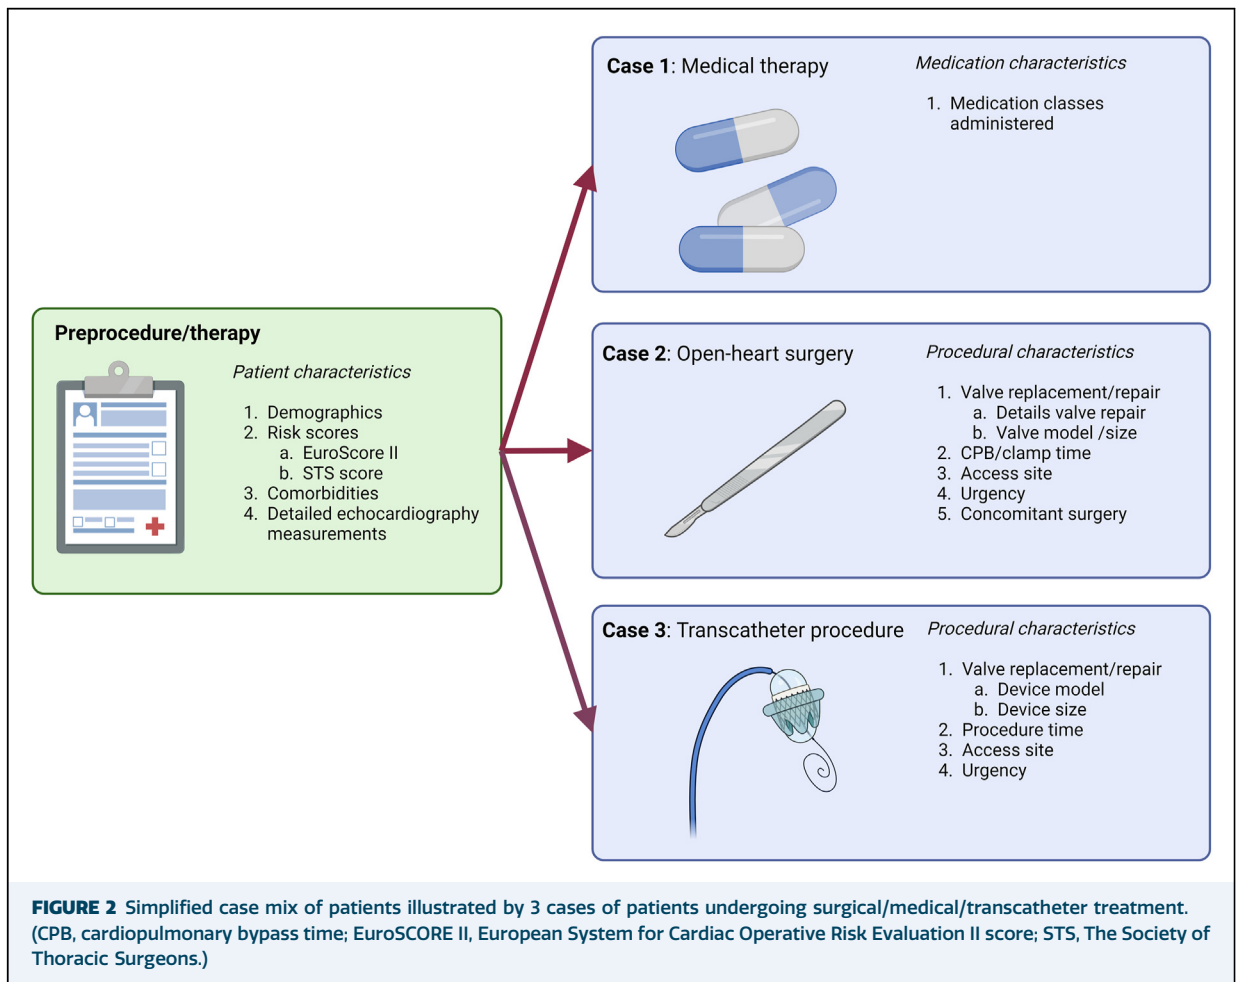 Preprocedure/therapy
Patient characteristics
1. Demographics
2. Risk scores
a. EuroScore II
b. STS score
3. Comorbidities
4. Detailed echocardiography
measurements
Case 1: Medical therapy
Medication characteristics
1. Medication classes
administered
Case 2: Open-heart surgery
Procedural characteristics
1. Valve replacement/repair
a. Details valve repair
b. Valve model /size
2. CPB/clamp time
3. Access site
4. Urgency
5. Concomitant surgery
Case 3: Transcatheter procedure
Procedural characteristics
1. Valve replacement/repair
a. Device model
b. Device size
2. Procedure time
3. Access site
4. Urgency
FIGURE 2 Simplified case mix of patients illustrated by 3 cases of patients undergoing surgical/medical/transcatheter treatment.
(CPB, cardiopulmonary bypass time; EuroSCORE II, European System for Cardiac Operative Risk Evaluation II score; STS, The Society of
Thoracic Surgeons.)